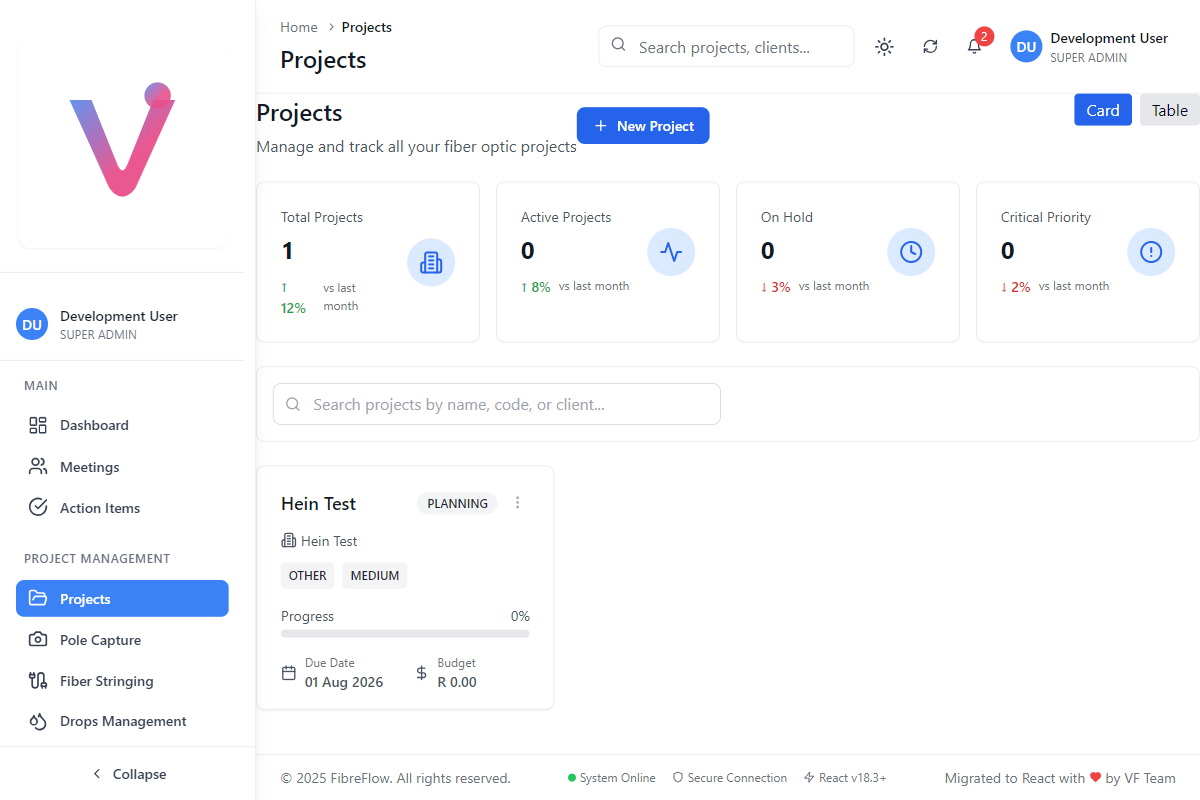 Home > Projects
Projects
Search projects, clients...
2
DU
Development User
SUPER ADMIN
DU
Development User
SUPER ADMIN
MAIN
Dashboard
Meetings
Action Items
PROJECT MANAGEMENT
Projects
Pole Capture
Fiber Stringing
Drops Management
Collapse
Projects
Manage and track all your fiber optic projects
+ New Project
Card
Table
Total Projects
1
↑
12%
vs last
month
Active Projects
0
↑ 8% vs last month
On Hold
0
↓ 3% vs last month
Critical Priority
0
↓ 2% vs last month
Search projects by name, code, or client...
Hein Test
PLANNING
Hein Test
OTHER MEDIUM
Progress 0%
Due Date
01 Aug 2026
Budget
R 0.00
© 2025 FibreFlow. All rights reserved.
System Online
Secure Connection
React v18.3+
Migrated to React with ❤ by VF Team